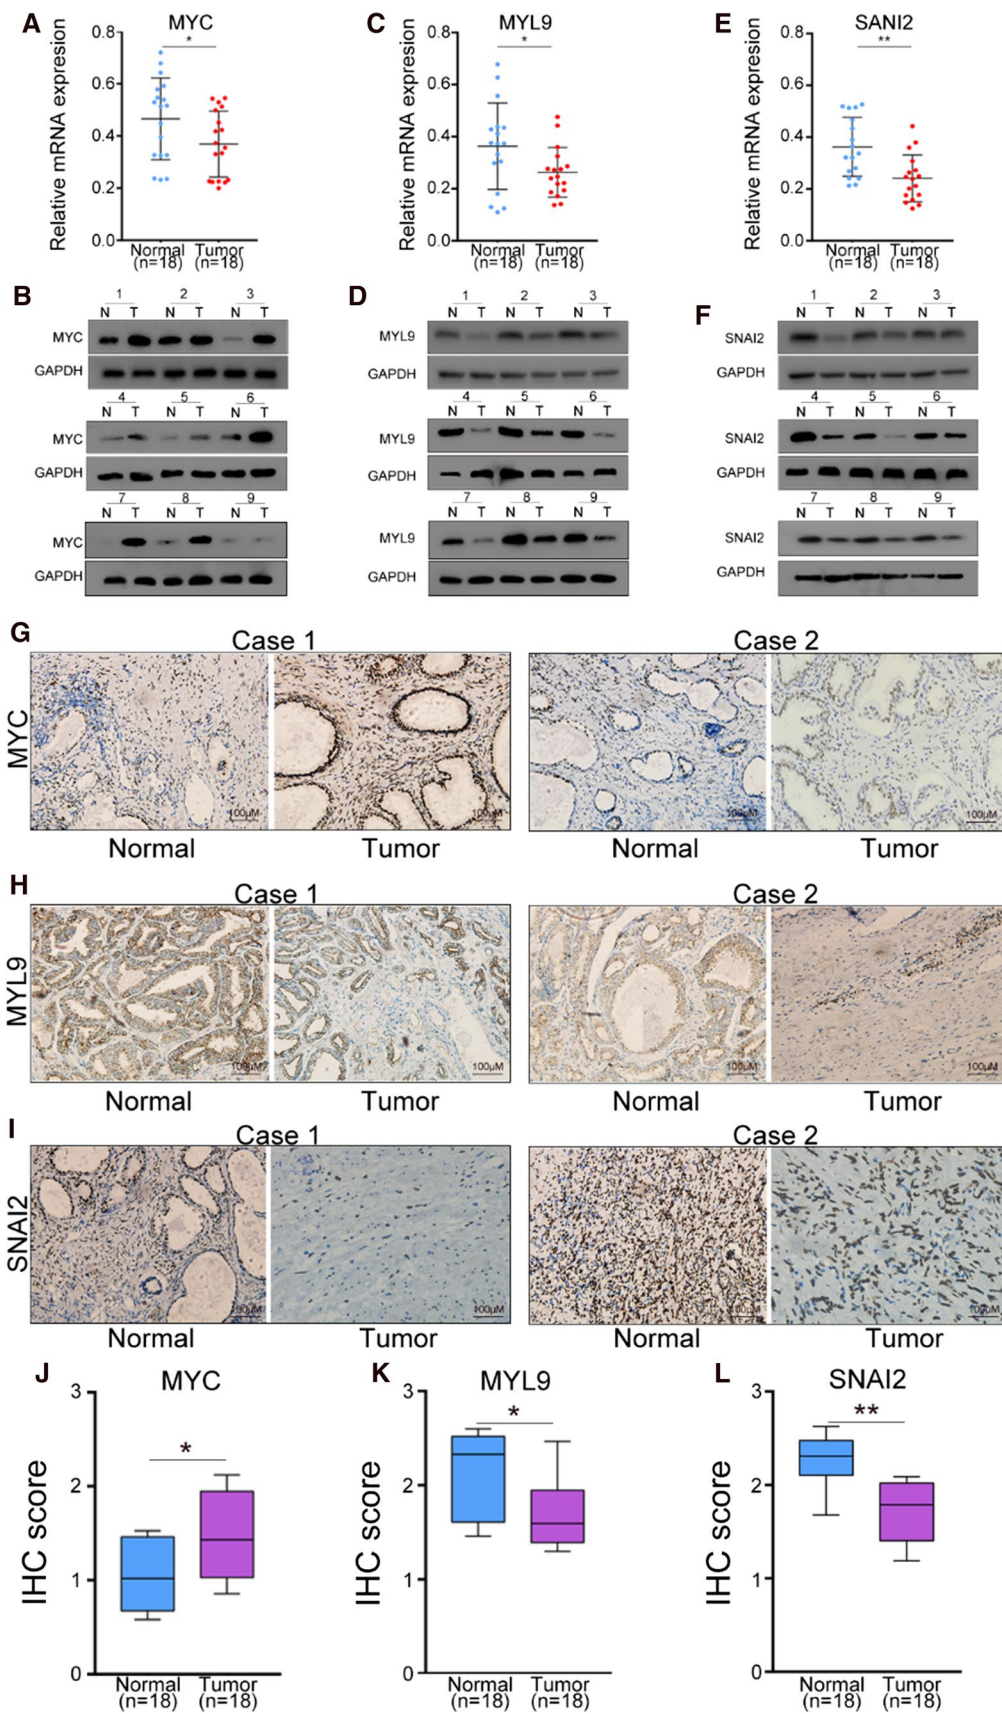 A
MYC
*
Relative mRNA expresion
0.8
0.6
0.4
0.2
0.0
Normal
(n=18)
Tumor
(n=18)
C
MYL9
*
Relative mRNA expresion
0.8
0.6
0.4
0.2
0.0
Normal
(n=18)
Tumor
(n=18)
E
SANI2
**
Relative mRNA expresion
0.8
0.6
0.4
0.2
0.0
Normal
(n=18)
Tumor
(n=18)
B
1 2 3
N T N T N T
MYC
GAPDH
4 5 6
N T N T N T
MYC
GAPDH
7 8 9
N T N T N T
MYC
GAPDH
D
1 2 3
N T N T N T
MYL9
GAPDH
4 5 6
N T N T N T
MYL9
GAPDH
7 8 9
N T N T N T
MYL9
GAPDH
F
1 2 3
N T N T N T
SNAI2
GAPDH
4 5 6
N T N T N T
SNAI2
GAPDH
7 8 9
N T N T N T
SNAI2
GAPDH
G
Case 1
Case 2
MYC
100μM
100μM
100μM
100μM
Normal
Tumor
Normal
Tumor
H
Case 1
Case 2
MYL9
100μM
100μM
100μM
100μM
Normal
Tumor
Normal
Tumor
I
Case 1
Case 2
SNAI2
100μM
100μM
100μM
Normal
Tumor
Normal
Tumor
J
MYC
*
IHC score
3
2
1
0
Normal
(n=18)
Tumor
(n=18)
K
MYL9
*
IHC score
3
2
1
0
Normal
(n=18)
Tumor
(n=18)
L
SNAI2
**
IHC score
3
2
1
0
Normal
(n=18)
Tumor
(n=18)